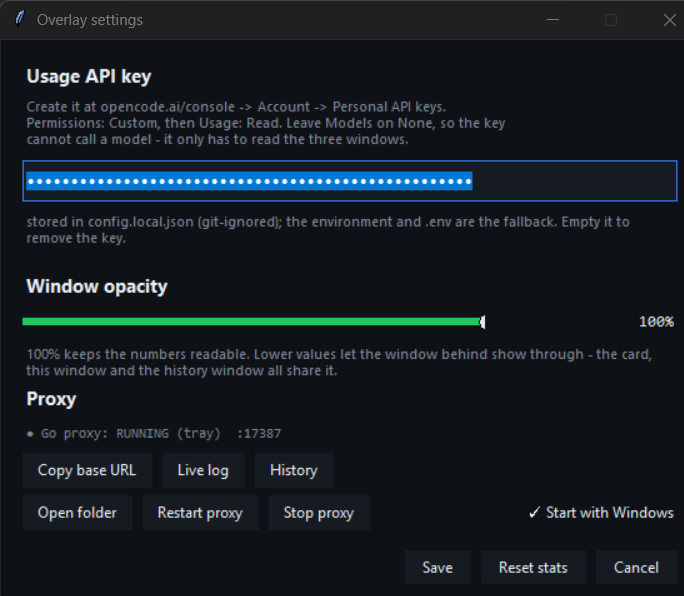 Overlay settings
Usage API key
Create it at opencode.ai/console -> Account -> Personal API keys.
Permissions: Custom, then Usage: Read. Leave Models on None, so the key
cannot call a model - it only has to read the three windows.
stored in config.local.json (git-ignored); the environment and .env are the fallback. Empty it to
remove the key.
Window opacity
100%
100% keeps the numbers readable. Lower values let the window behind show through - the card,
this window and the history window all share it.
Proxy
● Go proxy: RUNNING (tray)  :17387
Copy base URL
Live log
History
Open folder
Restart proxy
Stop proxy
✓ Start with Windows
Save
Reset stats
Cancel